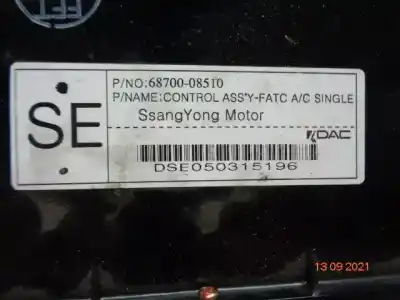 SE
P/NO:68700-08510
P/NAME:CONTROL ASS'Y-FATC A/C SINGLE
SsangYong Motor
DAC
DSE050315196
13 09 2021